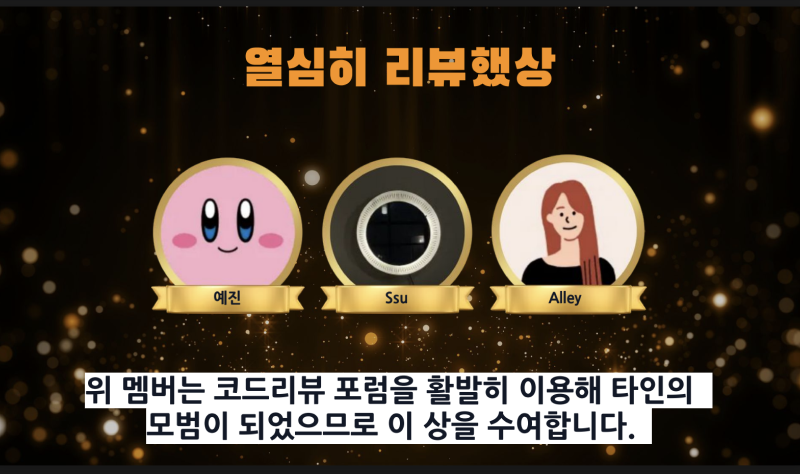 열심히 리뷰했상
예진
Ssu
Alley
위 멤버는 코드리뷰 포럼을 활발히 이용해 타인의
모범이 되었으므로 이 상을 수여합니다.